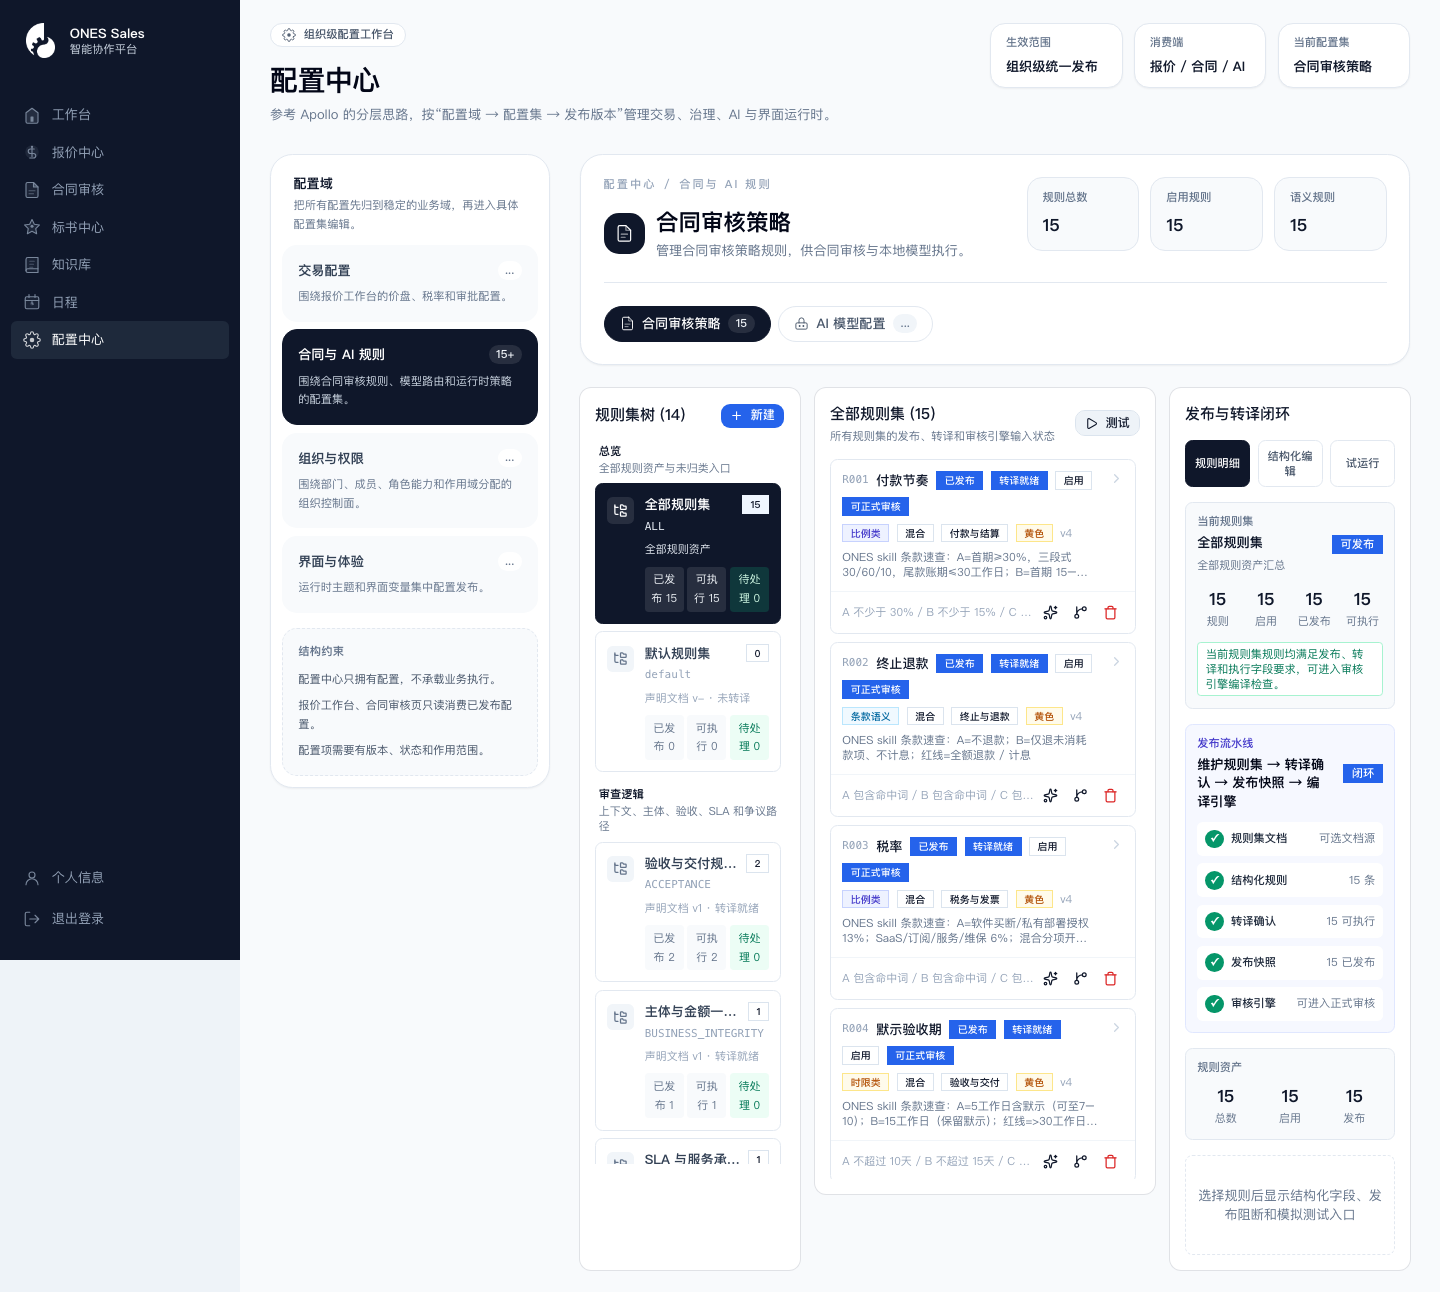 ONES Sales
智能协作平台
工作台
报价中心
合同审核
标书中心
知识库
日程
配置中心
个人信息
退出登录
组织级配置工作台
配置中心
参考 Apollo 的分层思路，按“配置域 → 配置集 → 发布版本”管理交易、治理、AI 与界面运行时。
生效范围
组织级统一发布
消费端
报价 / 合同 / AI
当前配置集
合同审核策略
配置域
把所有配置先归到稳定的业务域，再进入具体
配置集编辑。
交易配置 ...
围绕报价工作台的价盘、税率和审批配置。
合同与 AI 规则 15+
围绕合同审核规则、模型路由和运行时策略
的配置集。
组织与权限 ...
围绕部门、成员、角色能力和作用域分配的
组织控制面。
界面与体验 ...
运行时主题和界面变量集中配置发布。
结构约束
配置中心只拥有配置，不承载业务执行。
报价工作台、合同审核页只读消费已发布配
置。
配置项需要有版本、状态和作用范围。
配置中心 / 合同与 AI 规则
合同审核策略
管理合同审核策略规则，供合同审核与本地模型执行。
规则总数
15
启用规则
15
语义规则
15
合同审核策略 15
AI 模型配置 ...
规则集树 (14)
新建
总览
全部规则资产与未归类入口
全部规则集 15
ALL
全部规则资产
已发
布 15
可执
行 15
待处
理 0
默认规则集 0
default
声明文档 v– · 未转译
已发
布 0
可执
行 0
待处
理 0
审查逻辑
上下文、主体、验收、SLA 和争议路
径
验收与交付规... 2
ACCEPTANCE
声明文档 v1 · 转译就绪
已发
布 2
可执
行 2
待处
理 0
主体与金额一... 1
BUSINESS_INTEGRITY
声明文档 v1 · 转译就绪
已发
布 1
可执
行 1
待处
理 0
SLA 与服务承... 1
全部规则集 (15)
所有规则集的发布、转译和审核引擎输入状态
测试
R001 付款节奏 已发布 转译就绪 启用
可正式审核
比例类 混合 付款与结算 黄色 v4
ONES skill 条款速查：A=首期≥30%，三段式
30/60/10，尾款账期≤30工作日；B=首期 15—...
A 不少于 30% / B 不少于 15% / C ...
R002 终止退款 已发布 转译就绪 启用
可正式审核
条款语义 混合 终止与退款 黄色 v4
ONES skill 条款速查：A=不退款；B=仅退未消耗
款项、不计息；红线=全额退款 / 计息
A 包含命中词 / B 包含命中词 / C 包...
R003 税率 已发布 转译就绪 启用
可正式审核
比例类 混合 税务与发票 黄色 v4
ONES skill 条款速查：A=软件买断/私有部署授权
13%；SaaS/订阅/服务/维保 6%；混合分项开...
A 包含命中词 / B 包含命中词 / C 包...
R004 默示验收期 已发布 转译就绪
启用 可正式审核
时限类 混合 验收与交付 黄色 v4
ONES skill 条款速查：A=5工作日含默示（可至7—
10）；B=15工作日（保留默示）；红线=>30工作日...
A 不超过 10天 / B 不超过 15天 / C ...
发布与转译闭环
规则明细
结构化编
辑
试运行
当前规则集
全部规则集 可发布
全部规则资产汇总
15 15 15 15
规则 启用 已发布 可执行
当前规则集规则均满足发布、转
译和执行字段要求，可进入审核
引擎编译检查。
发布流水线
维护规则集 → 转译确
认 → 发布快照 → 编
译引擎
闭环
规则集文档 可选文档源
结构化规则 15 条
转译确认 15 可执行
发布快照 15 已发布
审核引擎 可进入正式审核
规则资产
15 15 15
总数 启用 发布
选择规则后显示结构化字段、发
布阻断和模拟测试入口